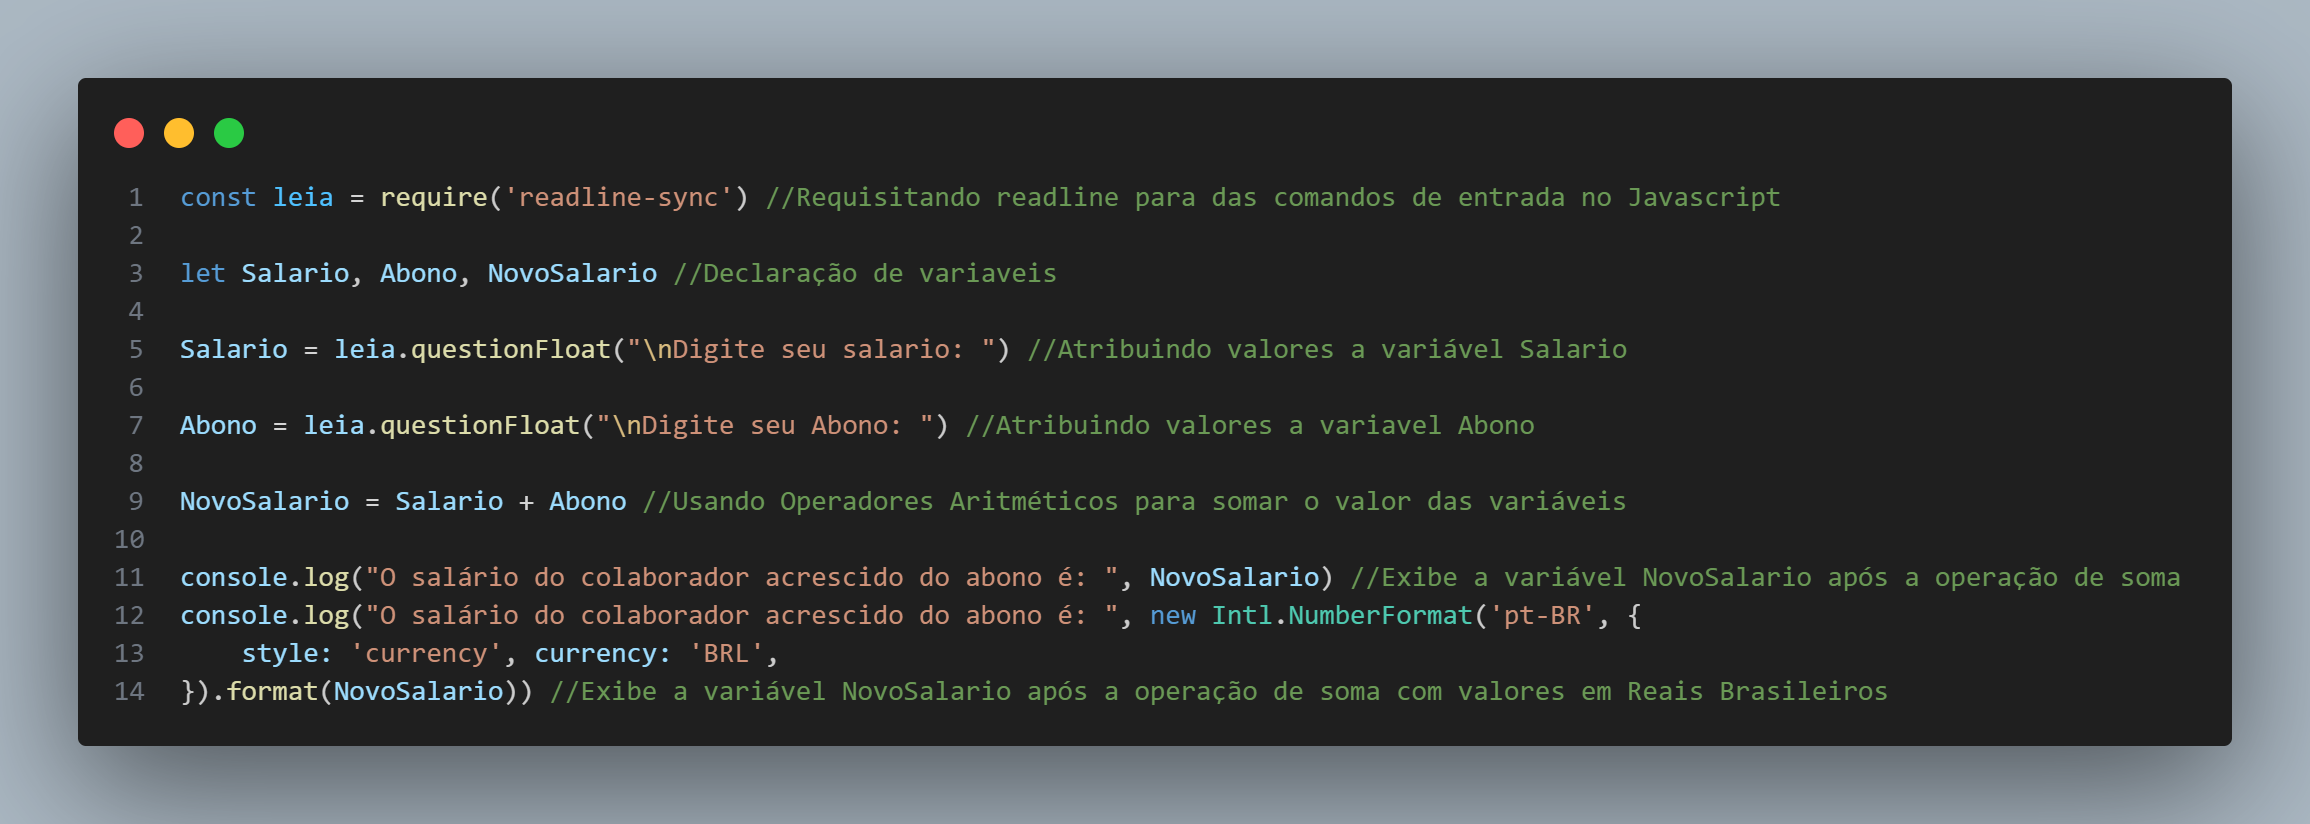 1 const leia = require('readline-sync') //Requisitando readline para das comandos de entrada no Javascript
2
3 let Salario, Abono, NovoSalario //Declaração de variaveis
4
5 Salario = leia.questionFloat("\nDigite seu salario: ") //Atribuindo valores a variável Salario
6
7 Abono = leia.questionFloat("\nDigite seu Abono: ") //Atribuindo valores a variavel Abono
8
9 NovoSalario = Salario + Abono //Usando Operadores Aritméticos para somar o valor das variáveis
10
11 console.log("O salário do colaborador acrescido do abono é: ", NovoSalario) //Exibe a variável NovoSalario após a operação de soma
12 console.log("O salário do colaborador acrescido do abono é: ", new Intl.NumberFormat('pt-BR', {
13     style: 'currency', currency: 'BRL',
14 }).format(NovoSalario)) //Exibe a variável NovoSalario após a operação de soma com valores em Reais Brasileiros